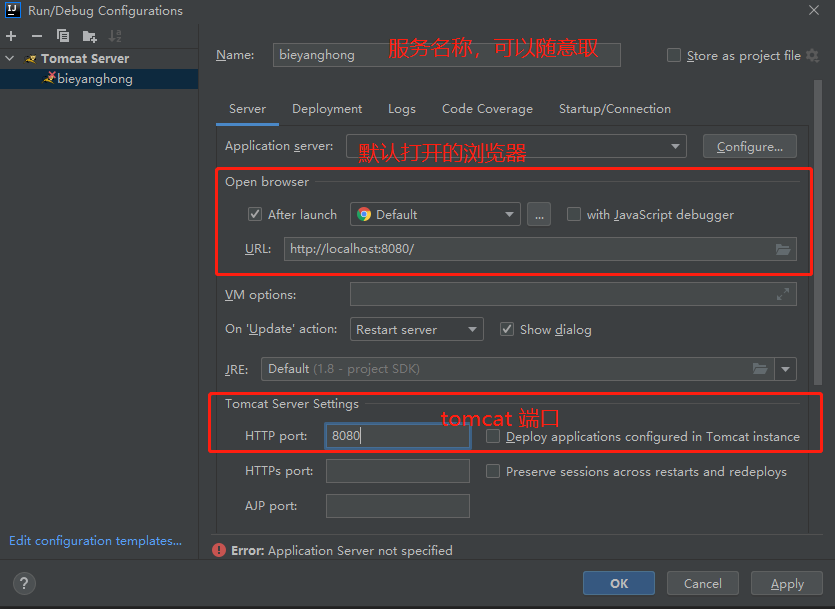 Run/Debug Configurations
Tomcat Server
bieyanghong
Edit configuration templates...
Name: bieyanghong 服务名称，可以随意取 Store as project file
Server Deployment Logs Code Coverage Startup/Connection
Application server: 默认打开的浏览器 Configure...
Open browser
After launch Default ... with JavaScript debugger
URL: http://localhost:8080/
VM options:
On 'Update' action: Restart server Show dialog
JRE: Default (1.8 - project SDK)
Tomcat Server Settings
tomcat 端口
HTTP port: 8080 Deploy applications configured in Tomcat instance
HTTPs port: Preserve sessions across restarts and redeploys
AJP port:
Error: Application Server not specified
? OK Cancel Apply